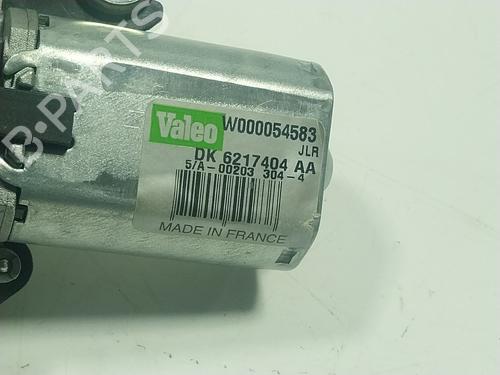 B-PARTS
Valeo W000054583
JLR
DK 6217404 AA
5/A-00203 304-4
MADE IN FRANCE